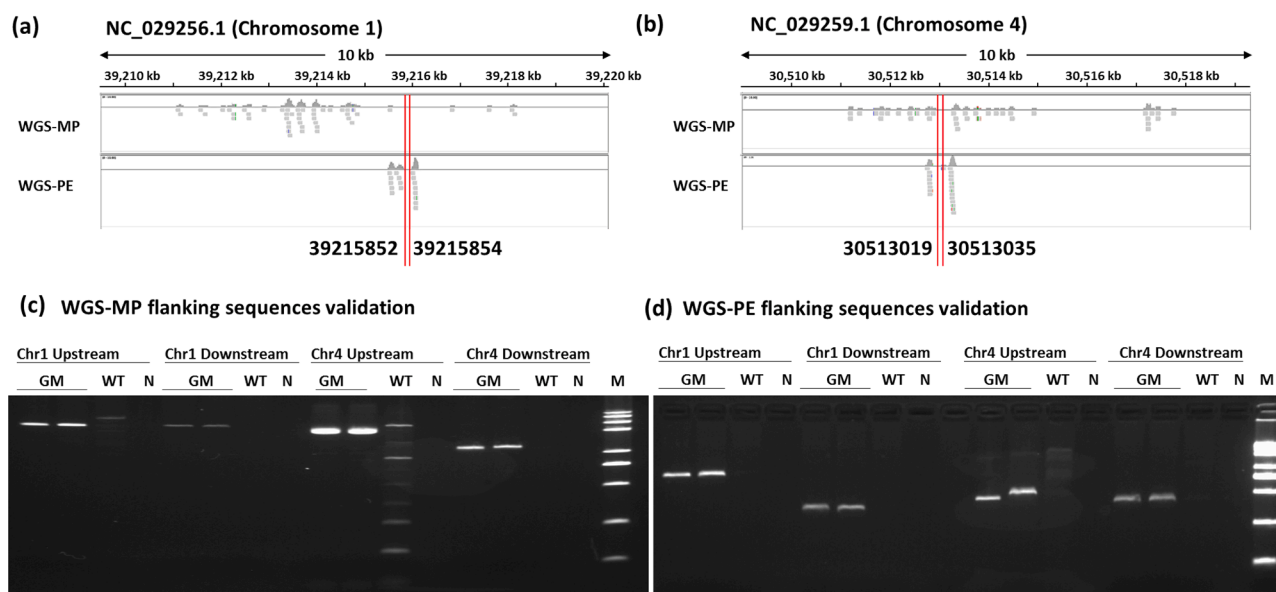 (a) NC_029256.1 (Chromosome 1)
10 kb
39,210 kb 39,212 kb 39,214 kb 39,216 kb 39,218 kb 39,220 kb
WGS-MP
WGS-PE
39215852 39215854
(b) NC_029259.1 (Chromosome 4)
10 kb
30,510 kb 30,512 kb 30,514 kb 30,516 kb 30,518 kb
WGS-MP
WGS-PE
30513019 30513035
(c) WGS-MP flanking sequences validation
Chr1 Upstream Chr1 Downstream Chr4 Upstream Chr4 Downstream
GM WT N GM WT N GM WT N GM WT N M
(d) WGS-PE flanking sequences validation
Chr1 Upstream Chr1 Downstream Chr4 Upstream Chr4 Downstream
GM WT N GM WT N GM WT N GM WT N M